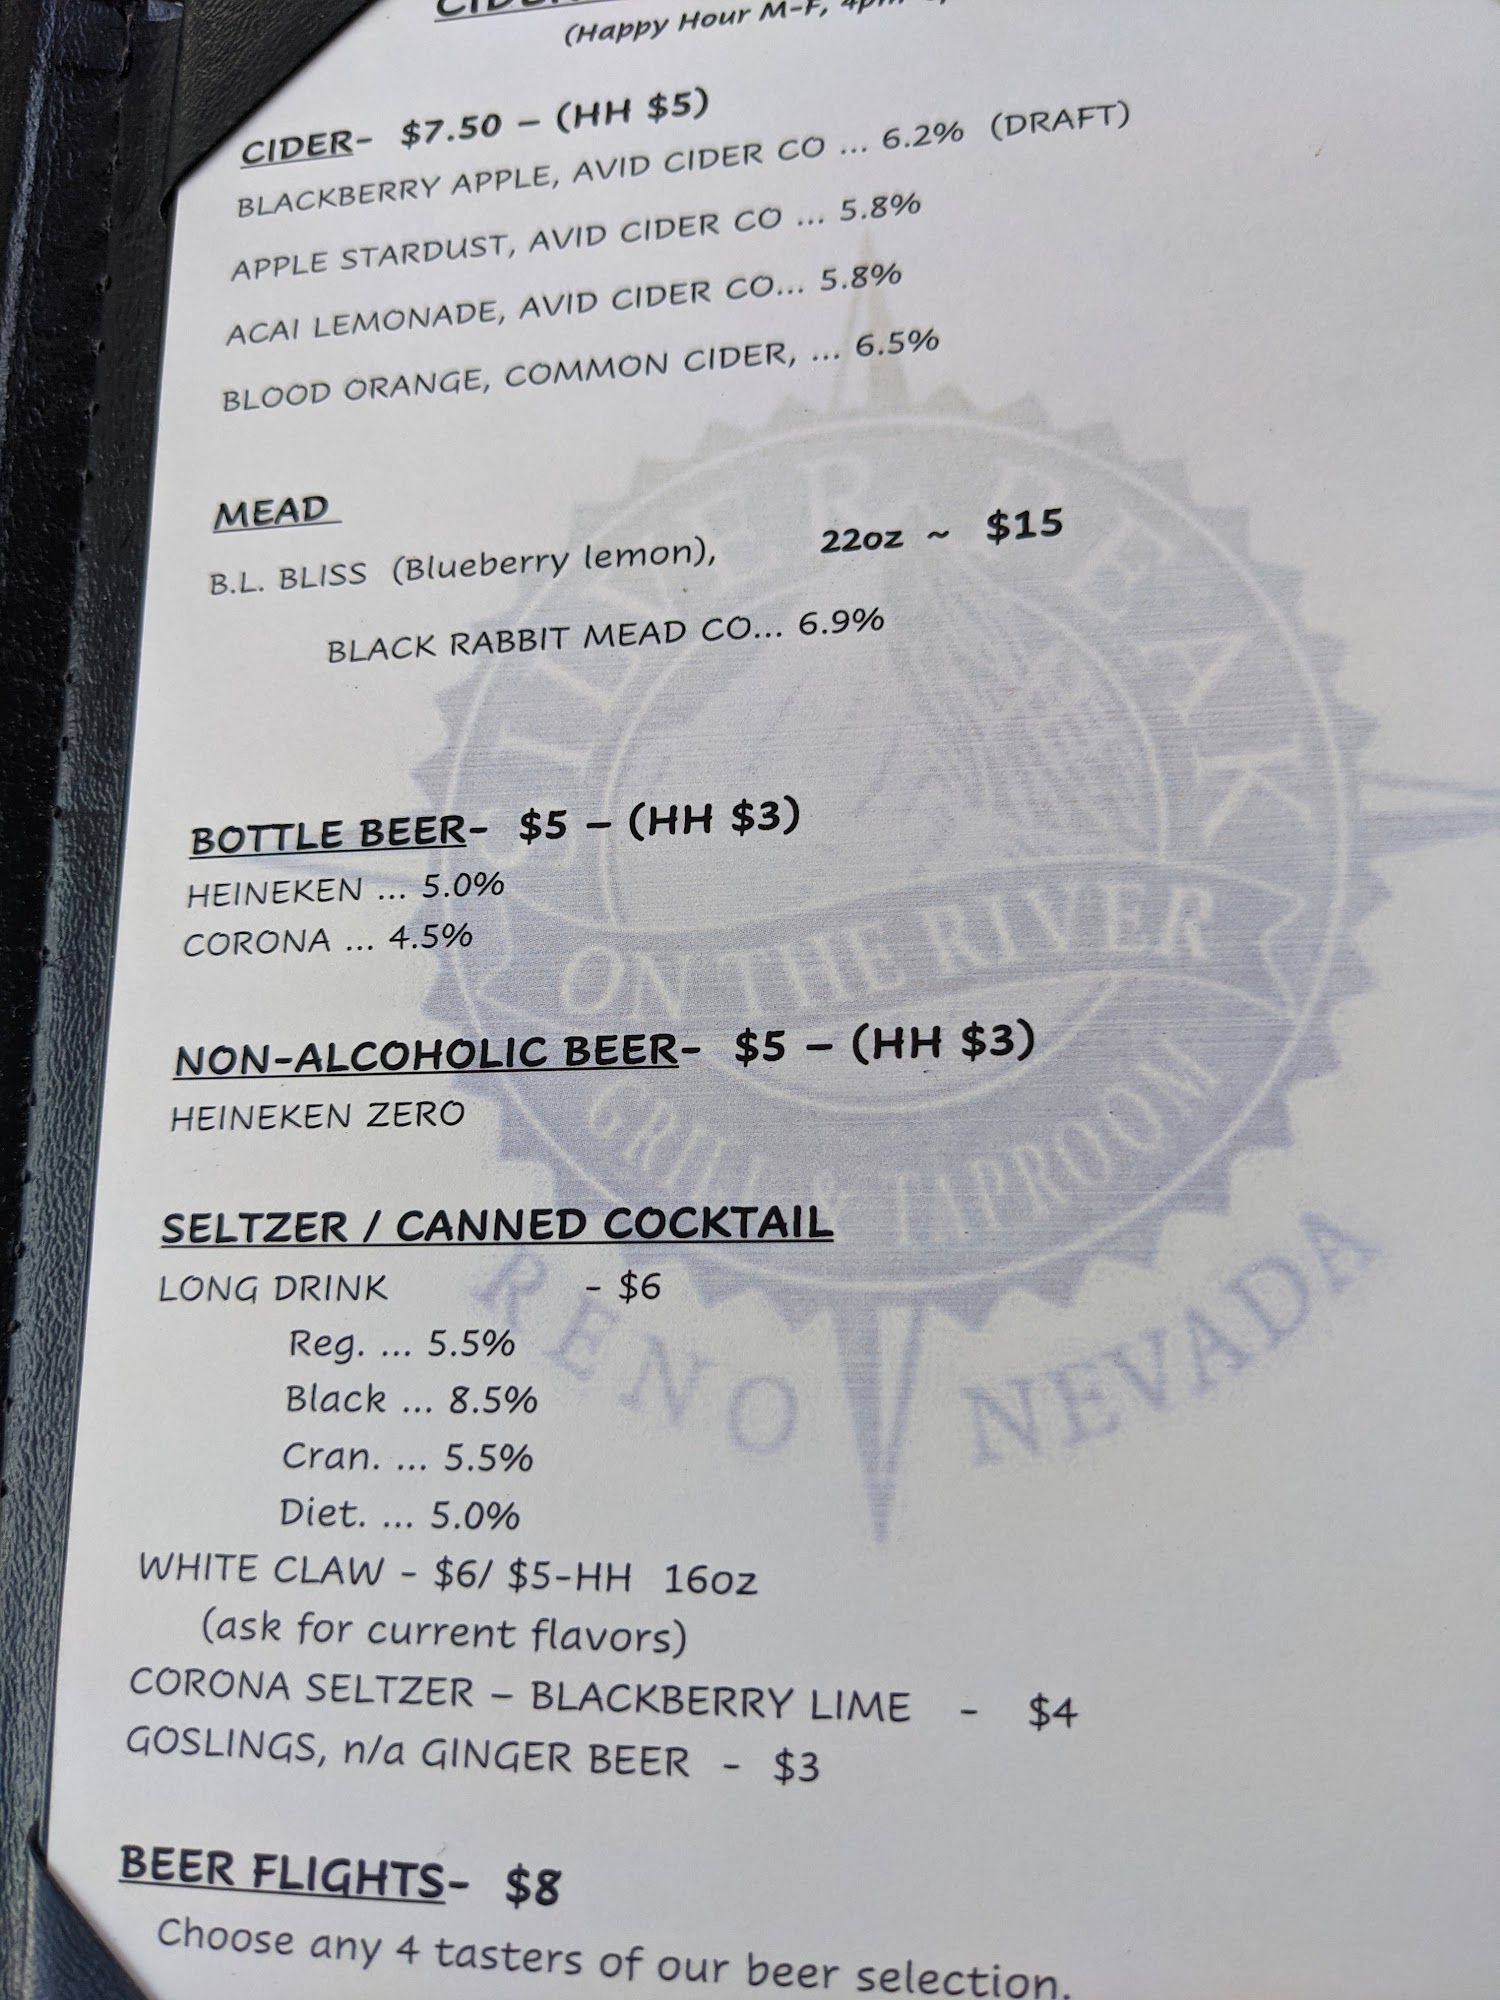 (Happy Hour M-F, 4pm
CIDER- $7.50 – (HH $5)
BLACKBERRY APPLE, AVID CIDER CO ... 6.2% (DRAFT)
APPLE STARDUST, AVID CIDER CO ... 5.8%
ACAI LEMONADE, AVID CIDER CO... 5.8%
BLOOD ORANGE, COMMON CIDER, ... 6.5%
MEAD
B.L. BLISS (Blueberry lemon), 22oz ~ $15
BLACK RABBIT MEAD CO... 6.9%
BOTTLE BEER- $5 – (HH $3)
HEINEKEN ... 5.0%
CORONA ... 4.5%
NON-ALCOHOLIC BEER- $5 – (HH $3)
HEINEKEN ZERO
SELTZER / CANNED COCKTAIL
LONG DRINK - $6
Reg. ... 5.5%
Black ... 8.5%
Cran. ... 5.5%
Diet. ... 5.0%
WHITE CLAW - $6/ $5-HH 16oz
(ask for current flavors)
CORONA SELTZER – BLACKBERRY LIME - $4
GOSLINGS, n/a GINGER BEER - $3
BEER FLIGHTS- $8
Choose any 4 tasters of our beer selection.
SILVER PEAK
ON THE RIVER
GRILL & TAPROOM
RENO NEVADA